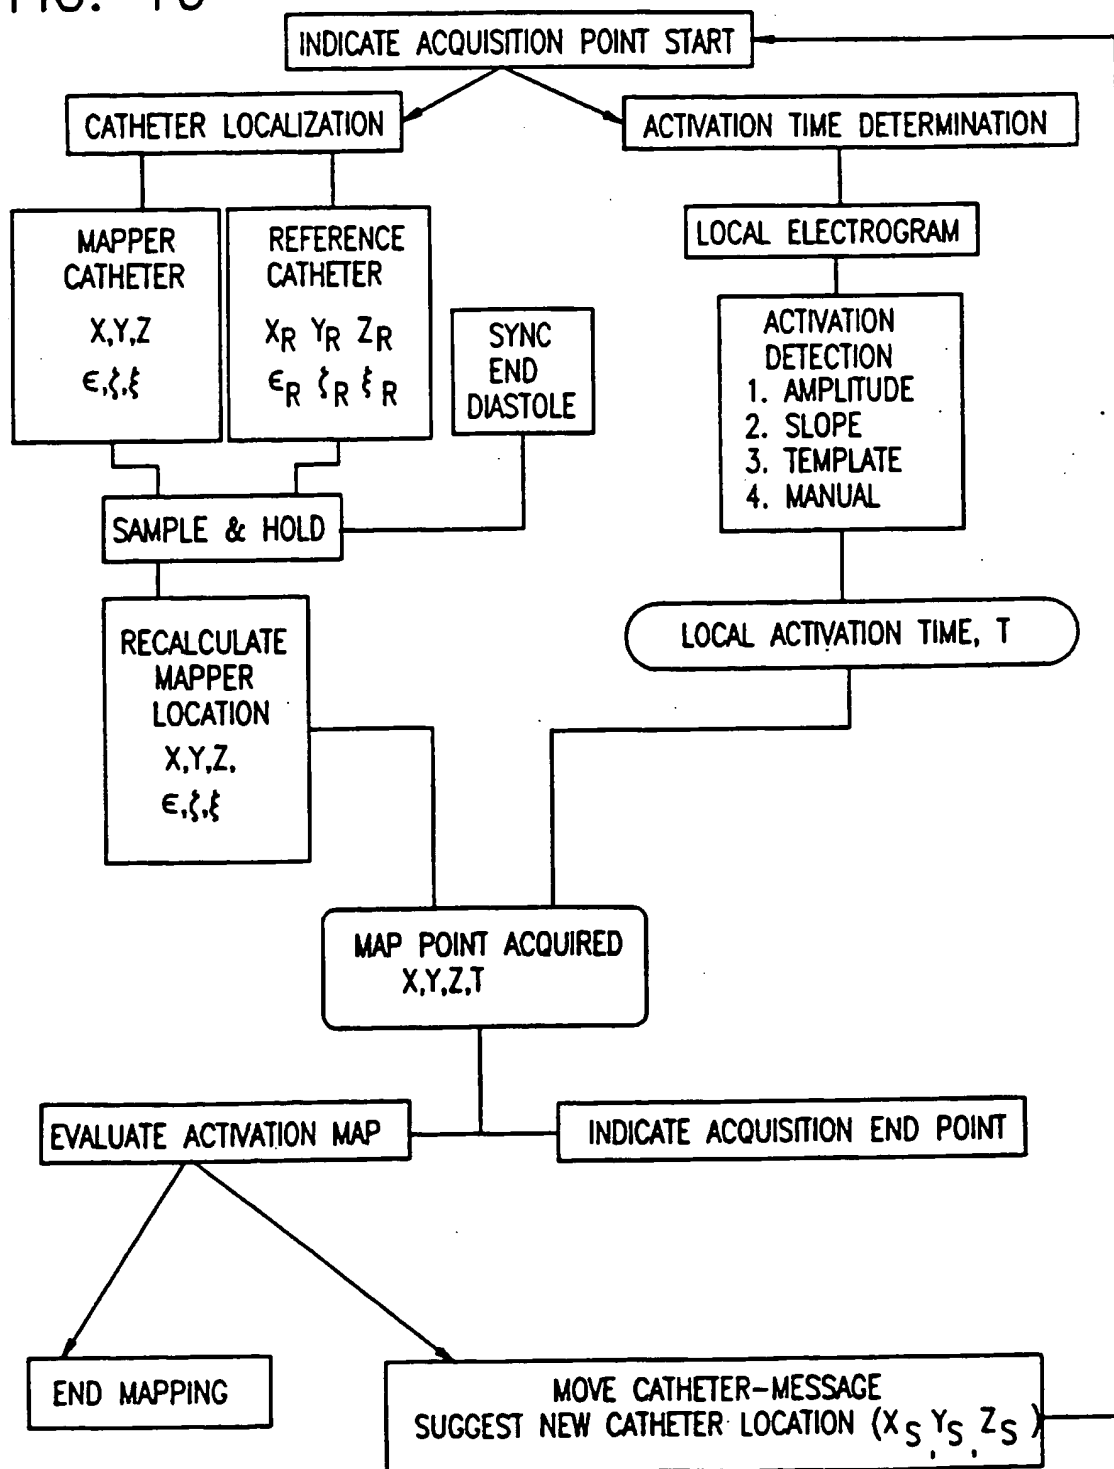 INDICATE ACQUISITION POINT START
CATHETER LOCALIZATION
ACTIVATION TIME DETERMINATION
MAPPER
CATHETER
X,Y,Z
ϵ,ζ,ξ
REFERENCE
CATHETER
XR YR ZR
ϵR ζR ξR
SYNC
END
DIASTOLE
LOCAL ELECTROGRAM
ACTIVATION
DETECTION
1. AMPLITUDE
2. SLOPE
3. TEMPLATE
4. MANUAL
SAMPLE & HOLD
LOCAL ACTIVATION TIME, T
RECALCULATE
MAPPER
LOCATION
X,Y,Z,
ϵ,ζ,ξ
MAP POINT ACQUIRED
X,Y,Z,T
EVALUATE ACTIVATION MAP
INDICATE ACQUISITION END POINT
END MAPPING
MOVE CATHETER-MESSAGE
SUGGEST NEW CATHETER LOCATION (XS,YS,ZS)